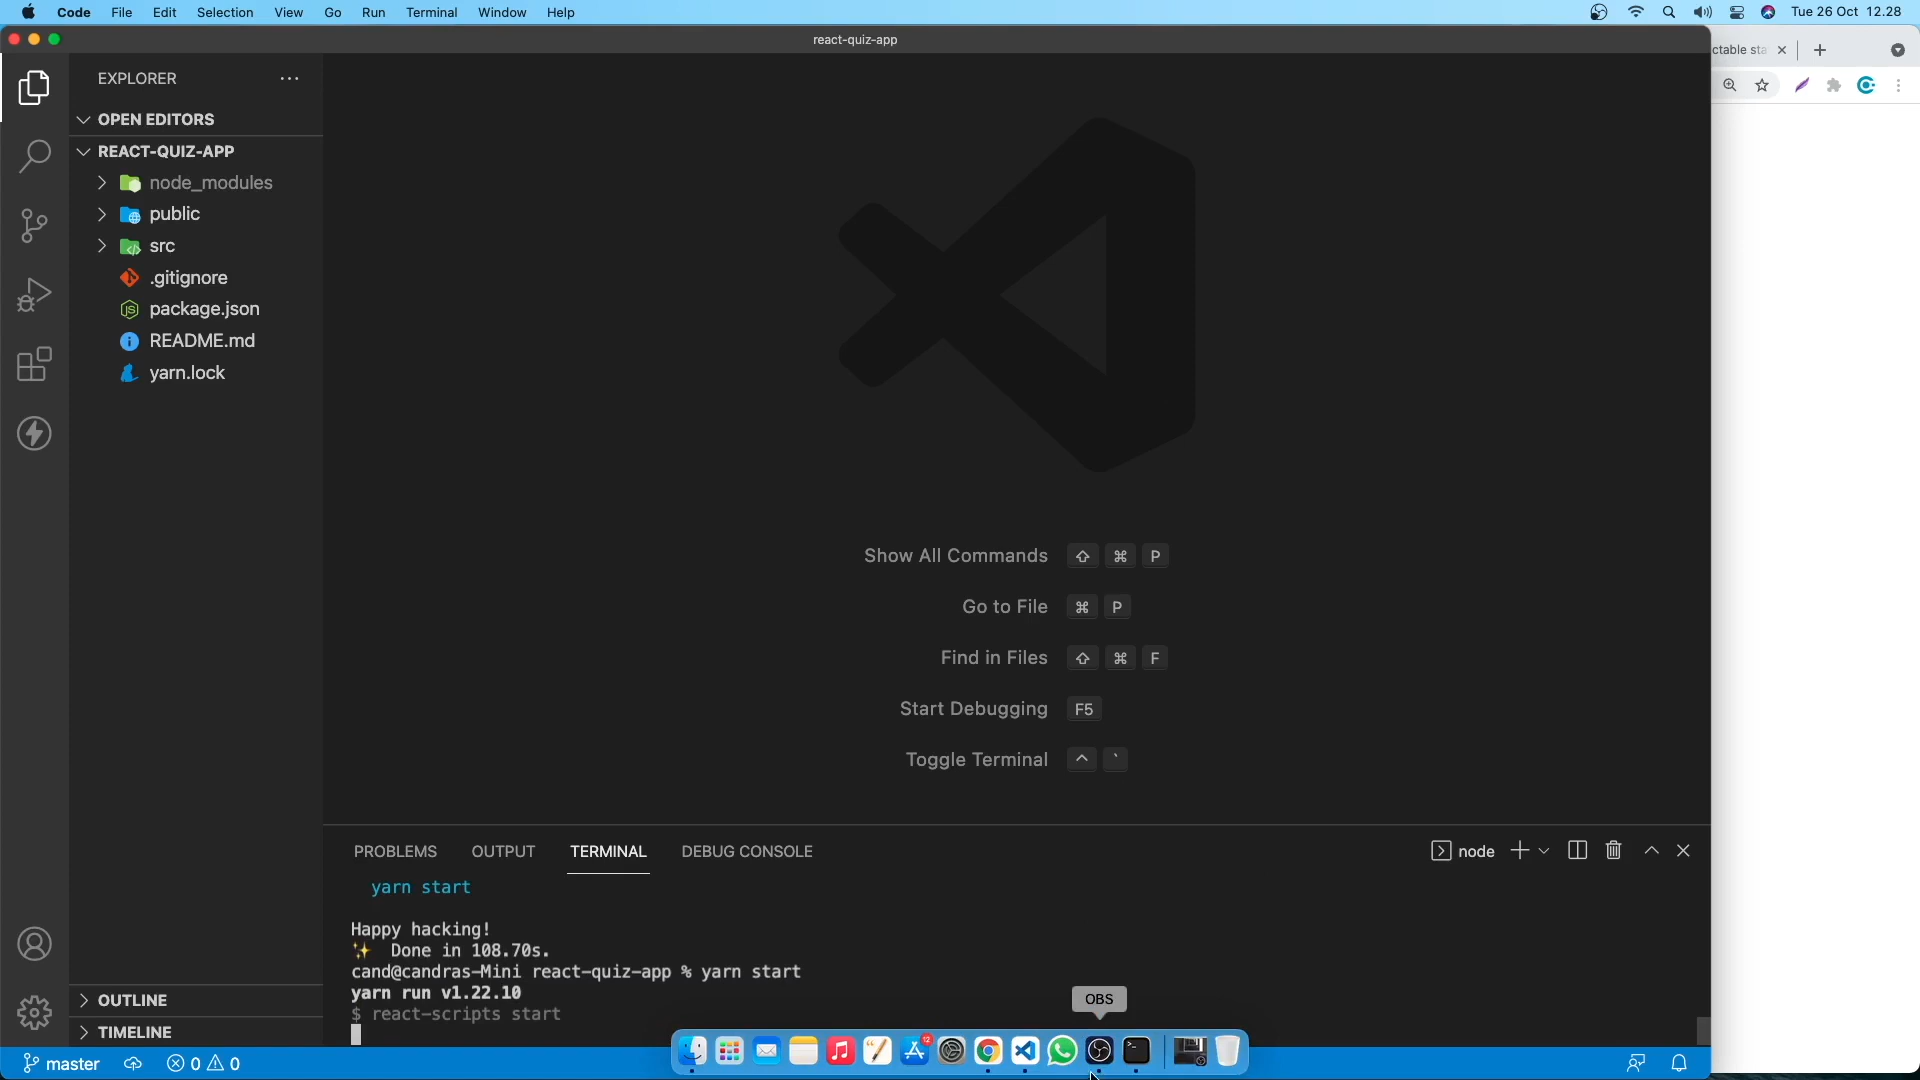 Code File Edit Selection View Go Run Terminal Window Help
Tue 26 Oct 12.28
react-quiz-app
ctable sta
EXPLORER
OPEN EDITORS
REACT-QUIZ-APP
node_modules
public
src
.gitignore
package.json
README.md
yarn.lock
Show All Commands ⇧ ⌘ P
Go to File ⌘ P
Find in Files ⇧ ⌘ F
Start Debugging F5
Toggle Terminal ^ `
PROBLEMS OUTPUT TERMINAL DEBUG CONSOLE
node
yarn start
Happy hacking!
✨ Done in 108.70s.
cand@candras-Mini react-quiz-app % yarn start
yarn run v1.22.10
$ react-scripts start
OBS
12
OUTLINE
TIMELINE
master
0 0